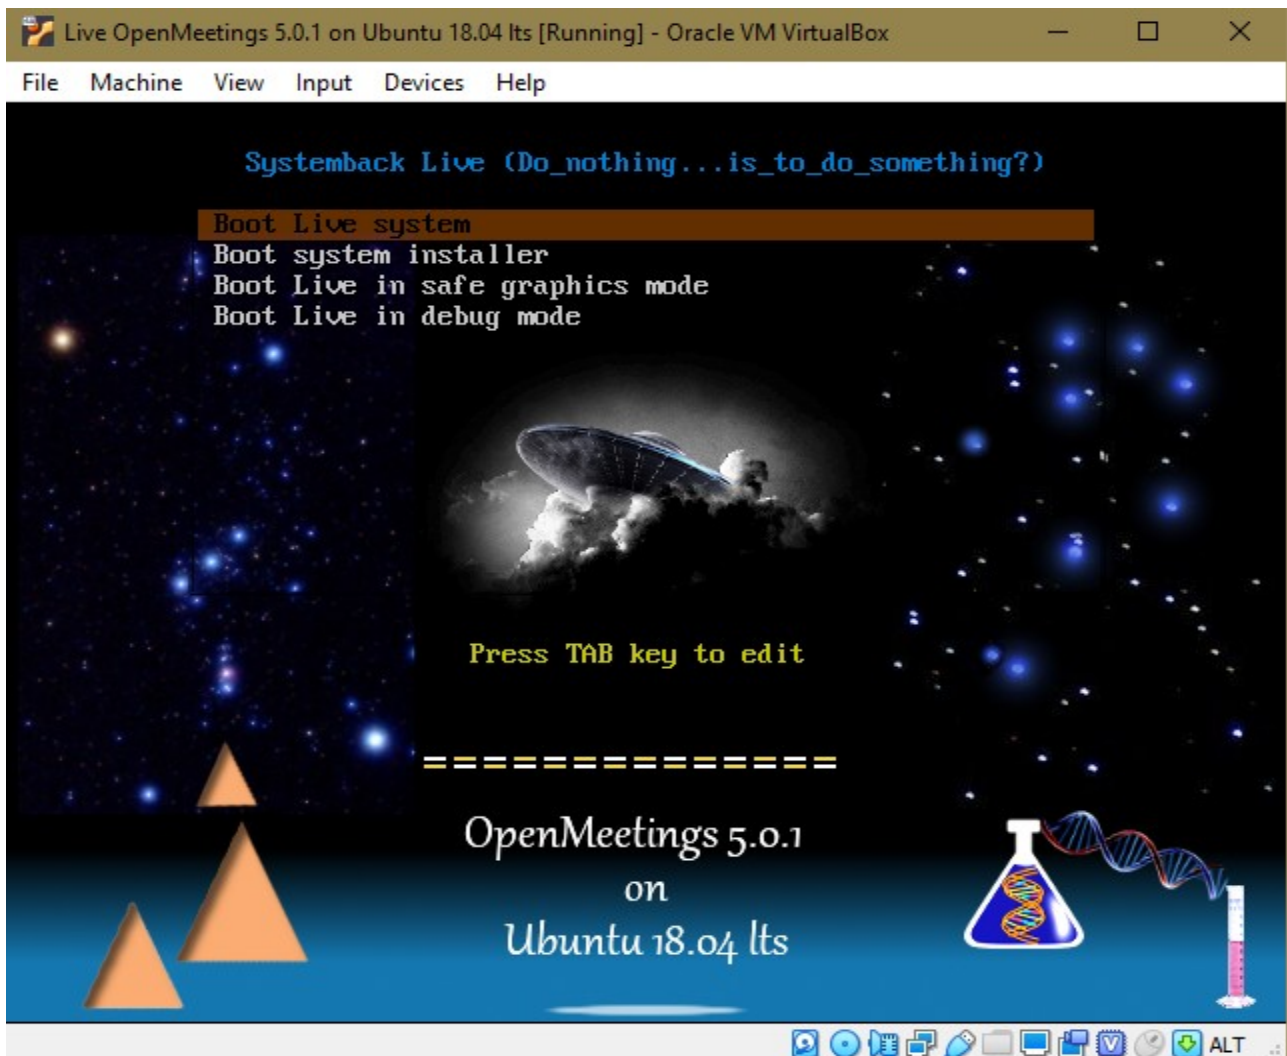 Live OpenMeetings 5.0.1 on Ubuntu 18.04 lts [Running] - Oracle VM VirtualBox
File Machine View Input Devices Help
Systemback Live (Do_nothing...is_to_do_something?)
Boot Live system
Boot system installer
Boot Live in safe graphics mode
Boot Live in debug mode
Press TAB key to edit
==============
OpenMeetings 5.0.1
on
Ubuntu 18.04 lts
ALT